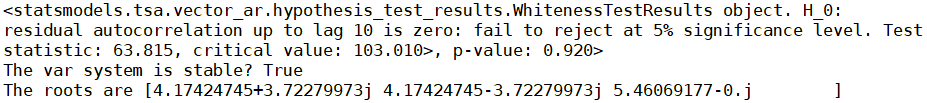 <statsmodels.tsa.vector_ar.hypothesis_test_results.WhitenessTestResults object. H_0:
residual autocorrelation up to lag 10 is zero: fail to reject at 5% significance level. Test
statistic: 63.815, critical value: 103.010>, p-value: 0.920>
The var system is stable? True
The roots are [4.17424745+3.72279973j 4.17424745-3.72279973j 5.46069177-0.j        ]